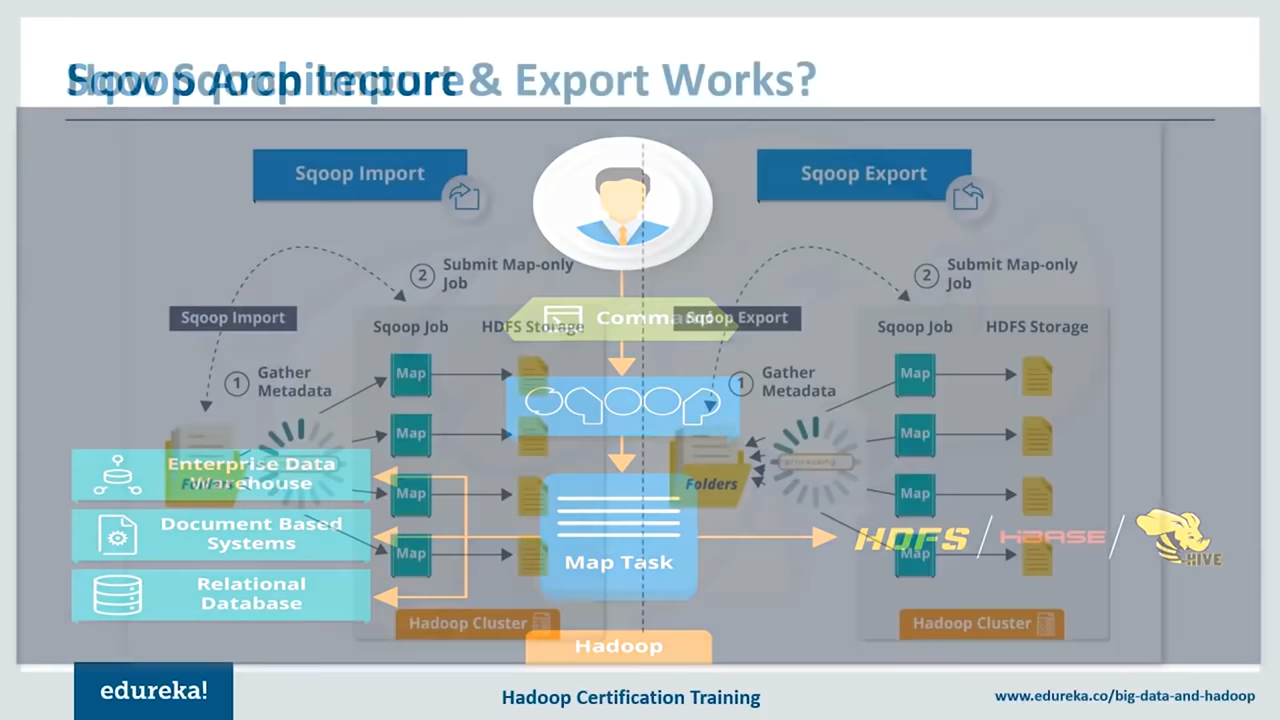 Sqoop Architecture
How Sqoop Import & Export Works?
Sqoop Import
Sqoop Export
2 Submit Map-only
Job
2 Submit Map-only
Job
Sqoop Import
Command
Sqoop Export
Sqoop Job
HDFS Storage
Sqoop Job
HDFS Storage
1 Gather
Metadata
1 Gather
Metadata
Map
Map
Map
Map
Map
Map
Map
Map
Folders
Folders
processing
Enterprise Data
Warehouse
Document Based
Systems
Relational
Database
Map Task
HDFS / HBASE / HIVE
Hadoop Cluster
Hadoop Cluster
Hadoop
edureka!
Hadoop Certification Training
www.edureka.co/big-data-and-hadoop